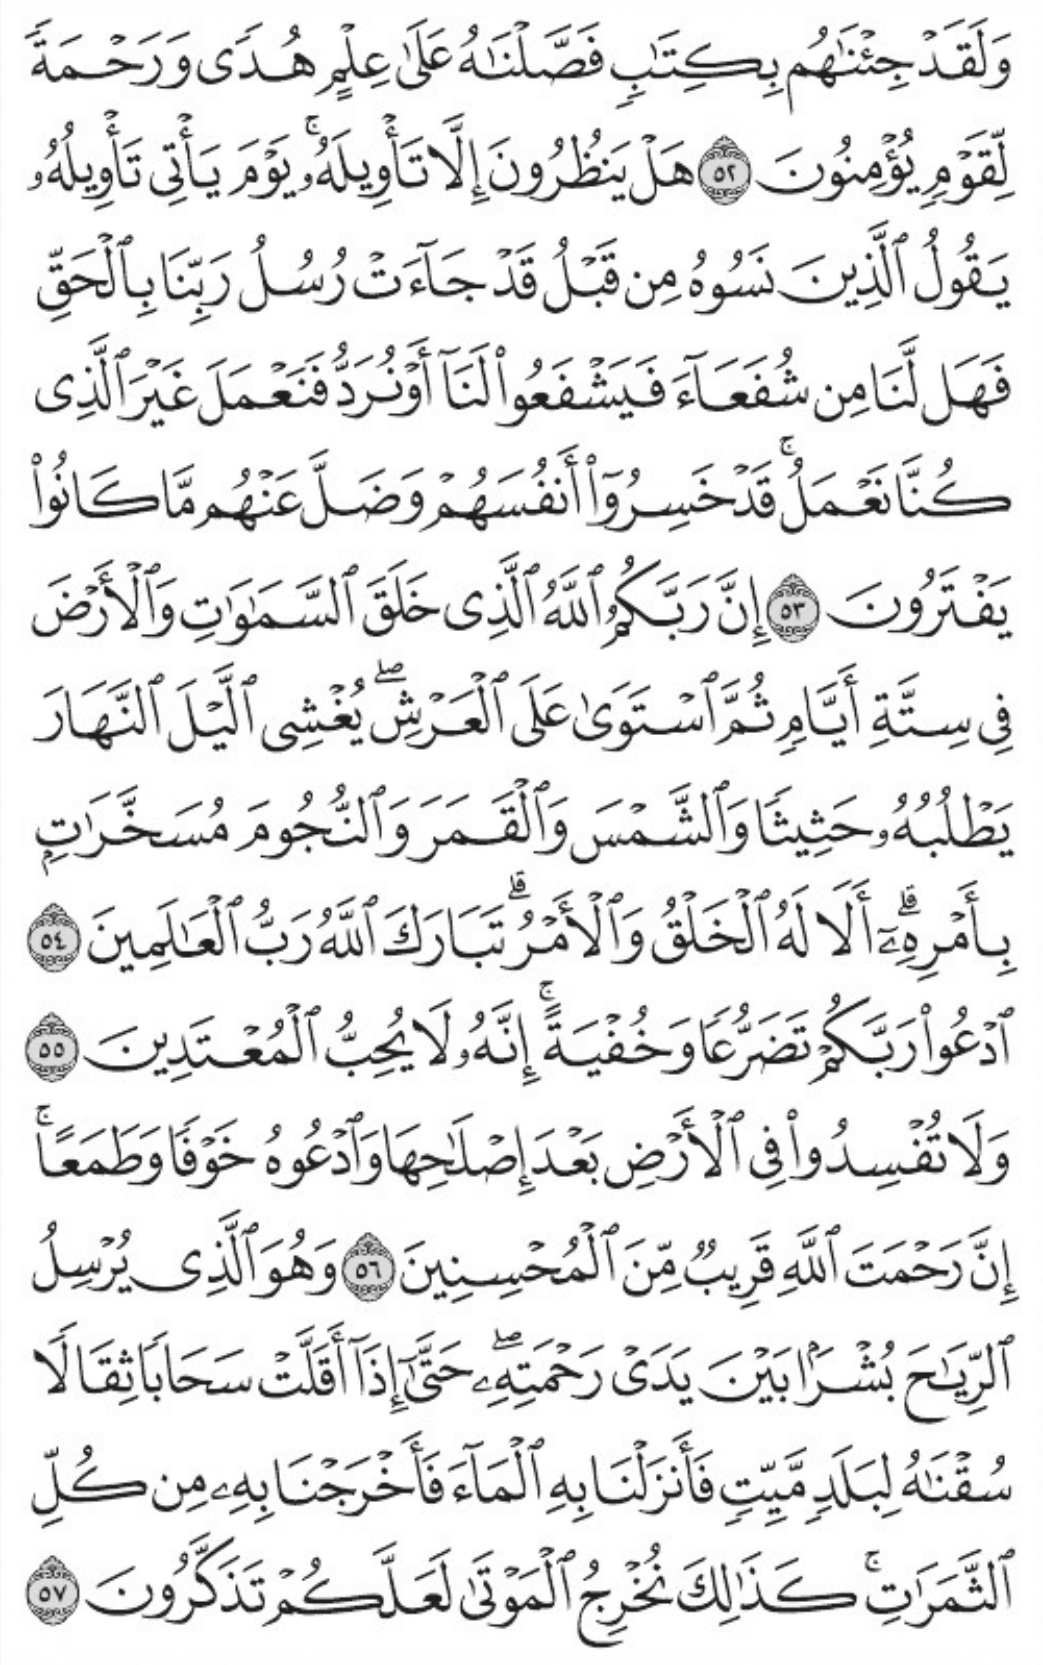 وَلَقَدۡ جِئۡنَٰهُم بِكِتَٰبٖ فَصَّلۡنَٰهُ عَلَىٰ عِلۡمٍ هُدٗى وَرَحۡمَةٗ
لِّقَوۡمٖ يُؤۡمِنُونَ ٥٢ هَلۡ يَنظُرُونَ إِلَّا تَأۡوِيلَهُۥۚ يَوۡمَ يَأۡتِي تَأۡوِيلُهُۥ
يَقُولُ ٱلَّذِينَ نَسُوهُ مِن قَبۡلُ قَدۡ جَآءَتۡ رُسُلُ رَبِّنَا بِٱلۡحَقِّ
فَهَل لَّنَا مِن شُفَعَآءَ فَيَشۡفَعُواْ لَنَآ أَوۡ نُرَدُّ فَنَعۡمَلَ غَيۡرَ ٱلَّذِي
كُنَّا نَعۡمَلُۚ قَدۡ خَسِرُوٓاْ أَنفُسَهُمۡ وَضَلَّ عَنۡهُم مَّا كَانُواْ
يَفۡتَرُونَ ٥٣ إِنَّ رَبَّكُمُ ٱللَّهُ ٱلَّذِي خَلَقَ ٱلسَّمَٰوَٰتِ وَٱلۡأَرۡضَ
فِي سِتَّةِ أَيَّامٖ ثُمَّ ٱسۡتَوَىٰ عَلَى ٱلۡعَرۡشِۖ يُغۡشِي ٱلَّيۡلَ ٱلنَّهَارَ
يَطۡلُبُهُۥ حَثِيثٗا وَٱلشَّمۡسَ وَٱلۡقَمَرَ وَٱلنُّجُومَ مُسَخَّرَٰتِۭ
بِأَمۡرِهِۦٓۗ أَلَا لَهُ ٱلۡخَلۡقُ وَٱلۡأَمۡرُۗ تَبَارَكَ ٱللَّهُ رَبُّ ٱلۡعَٰلَمِينَ ٥٤
ٱدۡعُواْ رَبَّكُمۡ تَضَرُّعٗا وَخُفۡيَةًۚ إِنَّهُۥ لَا يُحِبُّ ٱلۡمُعۡتَدِينَ ٥٥
وَلَا تُفۡسِدُواْ فِي ٱلۡأَرۡضِ بَعۡدَ إِصۡلَٰحِهَا وَٱدۡعُوهُ خَوۡفٗا وَطَمَعًاۚ
إِنَّ رَحۡمَتَ ٱللَّهِ قَرِيبٞ مِّنَ ٱلۡمُحۡسِنِينَ ٥٦ وَهُوَ ٱلَّذِي يُرۡسِلُ
ٱلرِّيَٰحَ بُشۡرَۢا بَيۡنَ يَدَيۡ رَحۡمَتِهِۦۖ حَتَّىٰٓ إِذَآ أَقَلَّتۡ سَحَابٗا ثِقَالٗا
سُقۡنَٰهُ لِبَلَدٖ مَّيِّتٖ فَأَنزَلۡنَا بِهِ ٱلۡمَآءَ فَأَخۡرَجۡنَا بِهِۦ مِن كُلِّ
ٱلثَّمَرَٰتِۚ كَذَٰلِكَ نُخۡرِجُ ٱلۡمَوۡتَىٰ لَعَلَّكُمۡ تَذَكَّرُونَ ٥٧